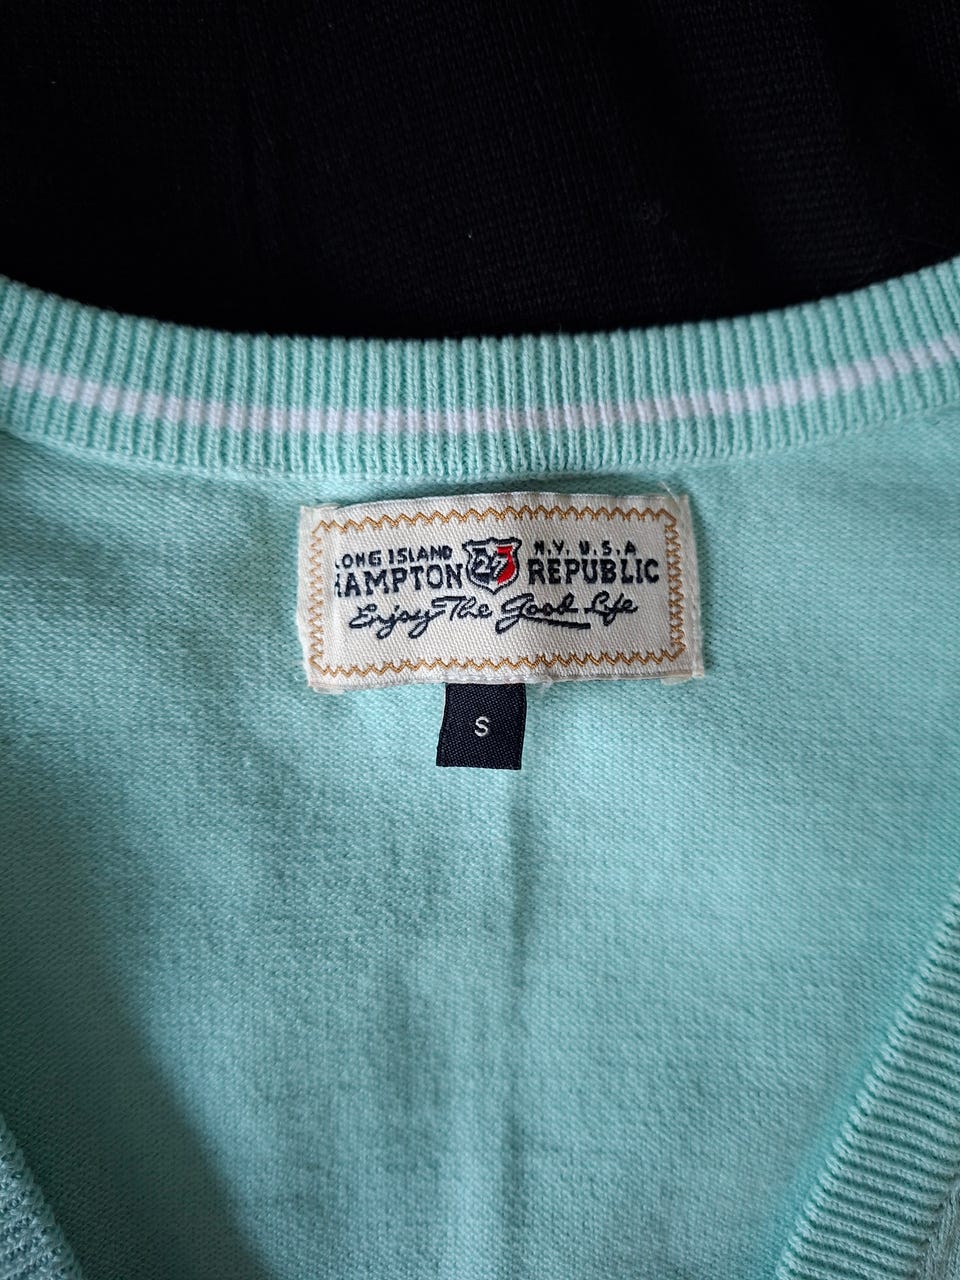 LONG ISLAND 27 N.Y. U.S.A
HAMPTON REPUBLIC
Enjoy The Good Life
S